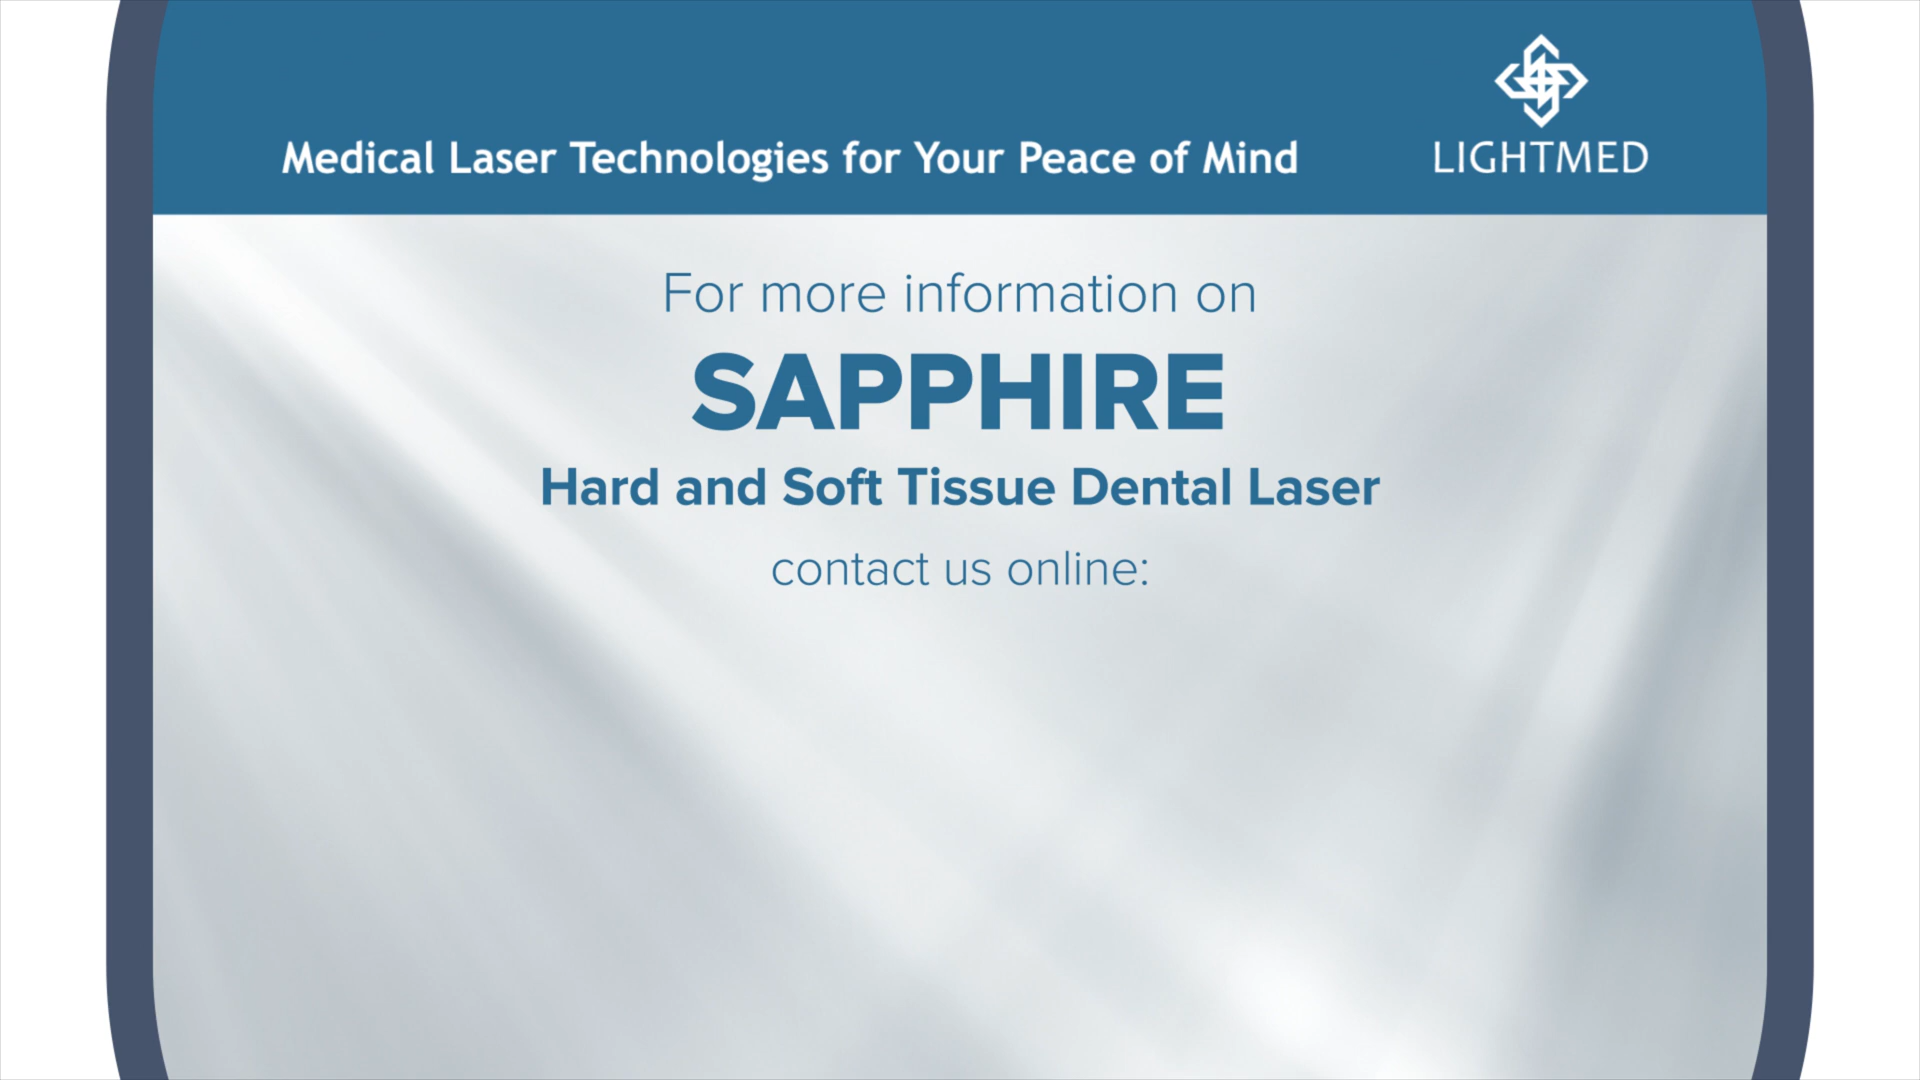 Medical Laser Technologies for Your Peace of Mind
LIGHTMED
For more information on
SAPPHIRE
Hard and Soft Tissue Dental Laser
contact us online: